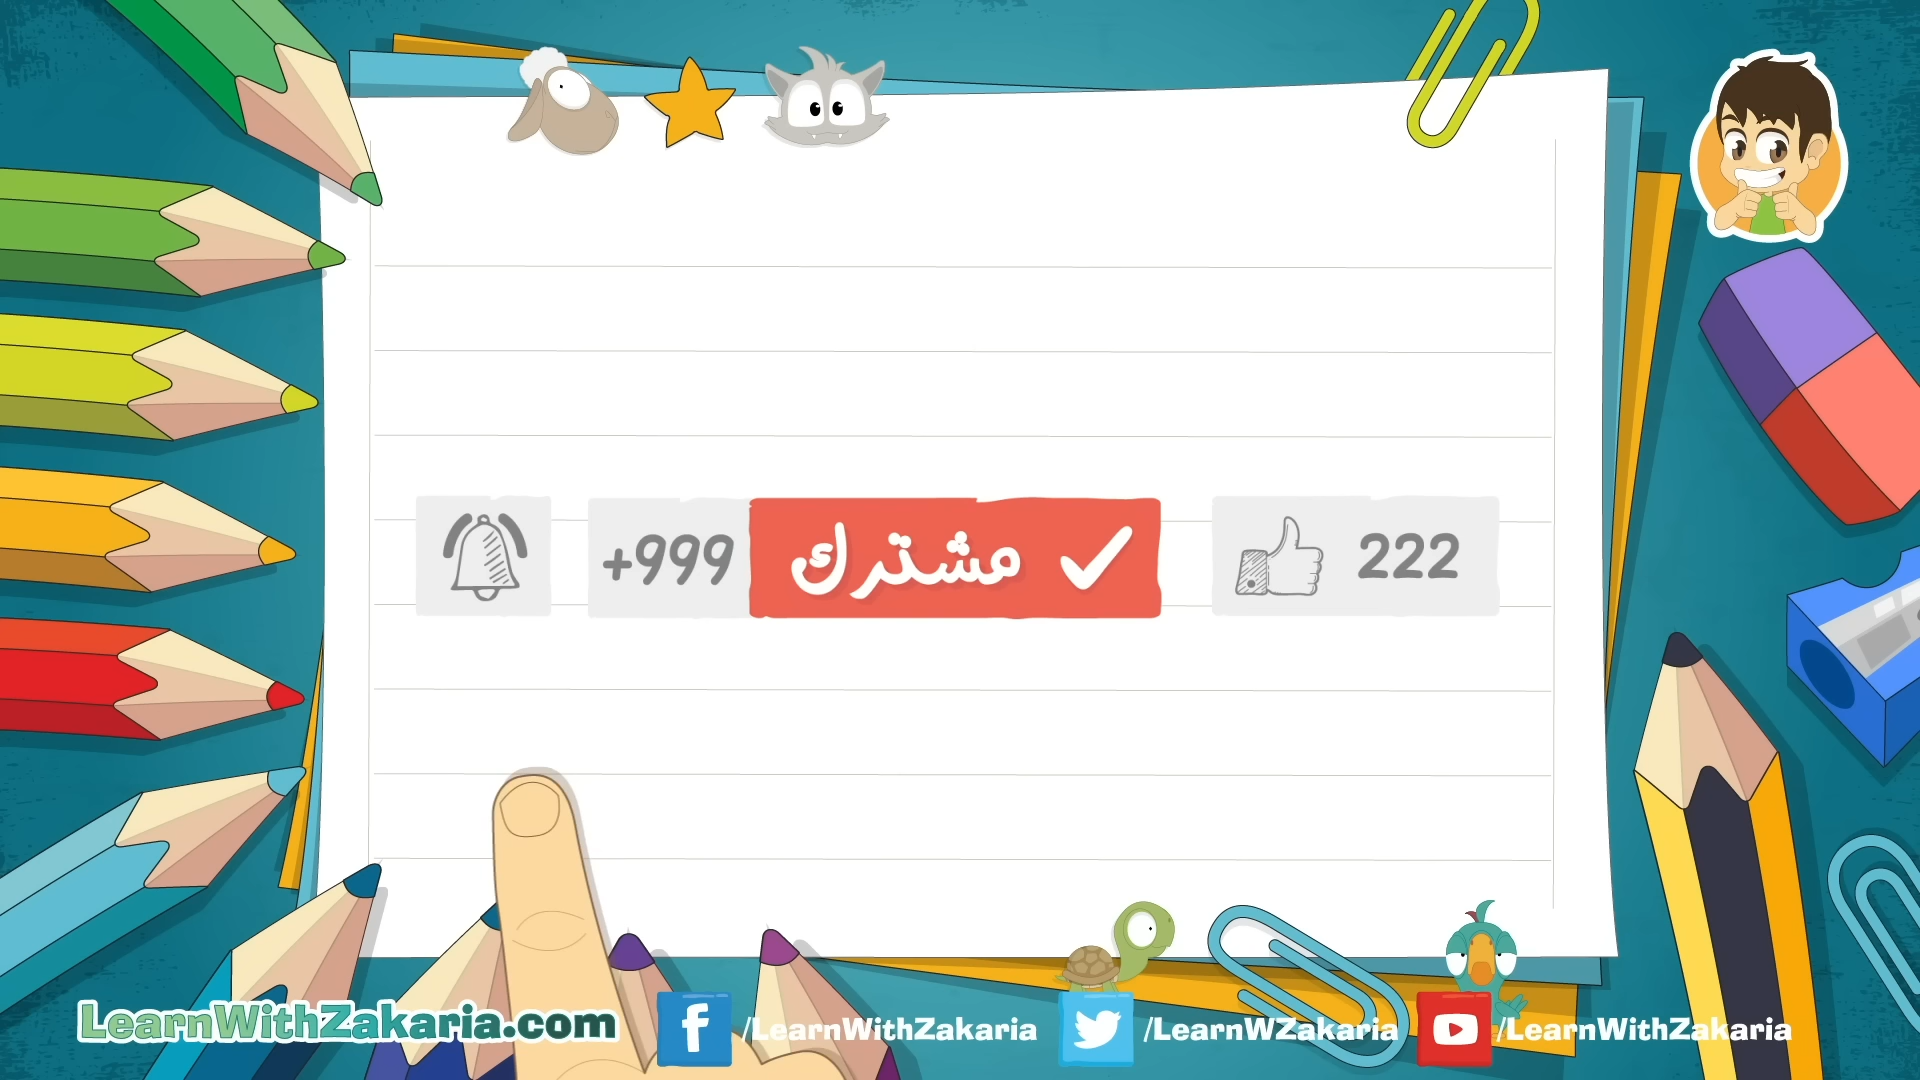 +999
مشترك
222
LearnWithZakaria.com
/LearnWithZakaria
/LearnWZakaria
/LearnWithZakaria